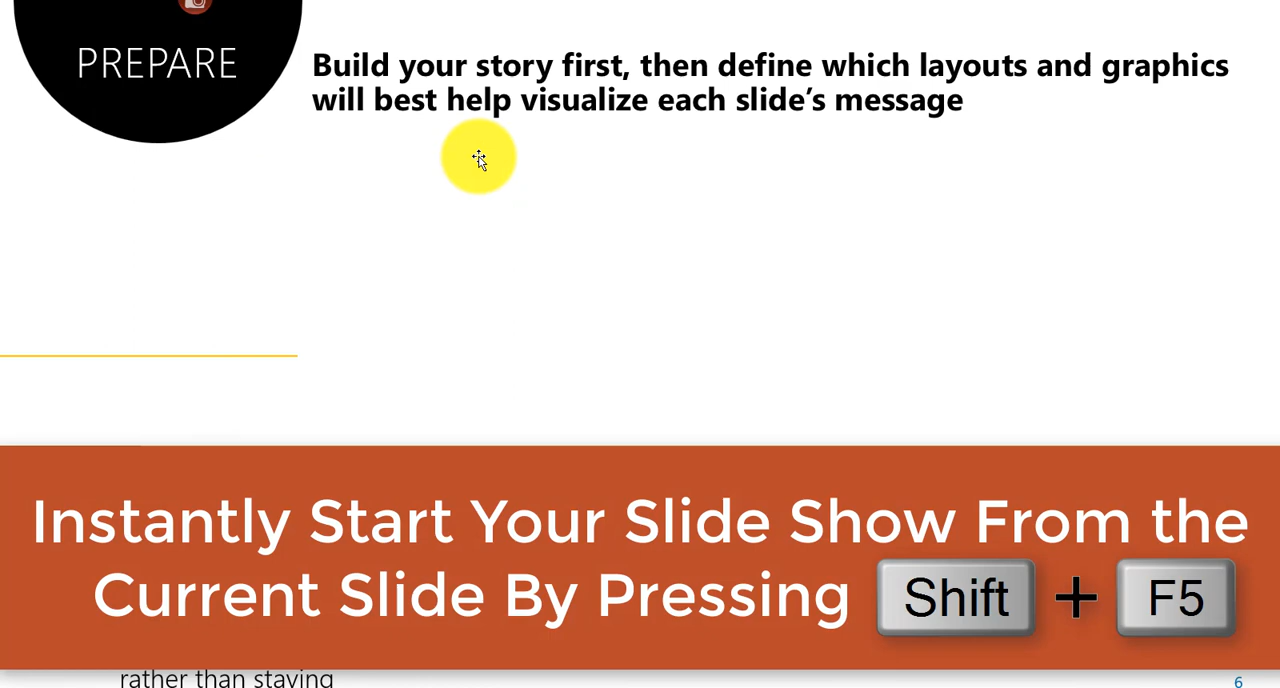 PREPARE
Build your story first, then define which layouts and graphics
will best help visualize each slide’s message
Instantly Start Your Slide Show From the
Current Slide By Pressing Shift + F5
rather than staying
6